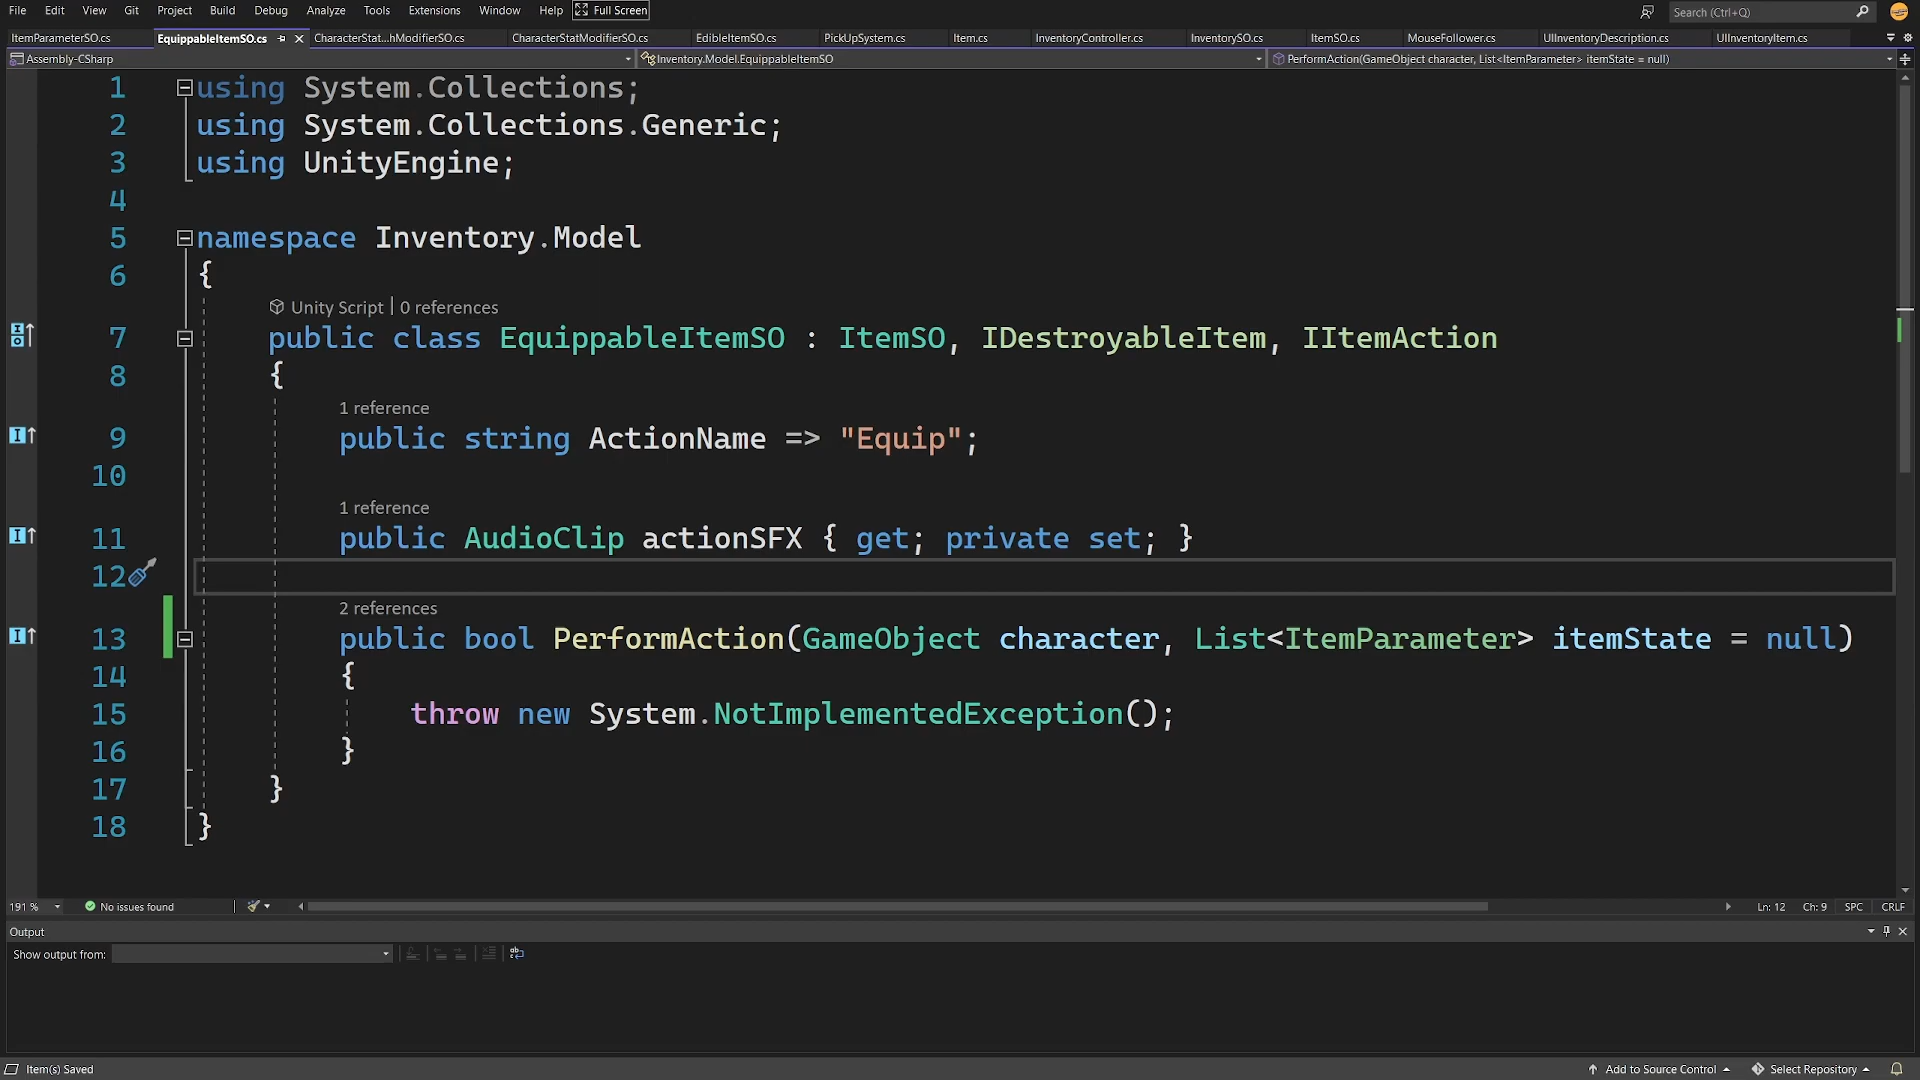 File Edit View Git Project Build Debug Analyze Tools Extensions Window Help Full Screen Search (Ctrl+Q)
ItemParameterSO.cs EquippableItemSO.cs CharacterStat...hModifierSO.cs CharacterStatModifierSO.cs EdibleItemSO.cs PickUpSystem.cs Item.cs InventoryController.cs InventorySO.cs ItemSO.cs MouseFollower.cs UIInventoryDescription.cs UIInventoryItem.cs
Assembly-CSharp Inventory.Model.EquippableItemSO PerformAction(GameObject character, List<ItemParameter> itemState = null)
1 using System.Collections;
2 using System.Collections.Generic;
3 using UnityEngine;
4
5 namespace Inventory.Model
6 {
Unity Script | 0 references
7 public class EquippableItemSO : ItemSO, IDestroyableItem, IItemAction
8 {
1 reference
9 public string ActionName => "Equip";
10
1 reference
11 public AudioClip actionSFX { get; private set; }
12
2 references
13 public bool PerformAction(GameObject character, List<ItemParameter> itemState = null)
14 {
15 throw new System.NotImplementedException();
16 }
17 }
18 }
191 % No issues found Ln: 12 Ch: 9 SPC CRLF
Output
Show output from:
Item(s) Saved Add to Source Control Select Repository